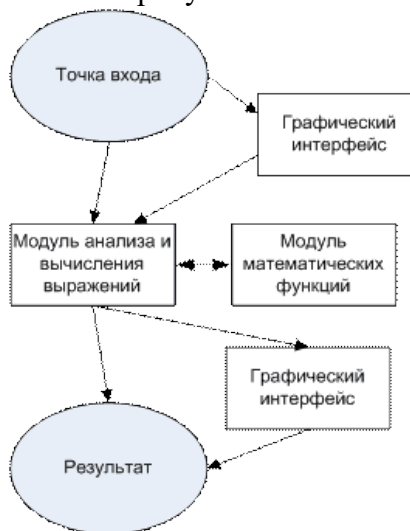 Точка входа
Графический
интерфейс
Модуль анализа и
вычисления
выражений
Модуль
математических
функций
Графический
интерфейс
Результат